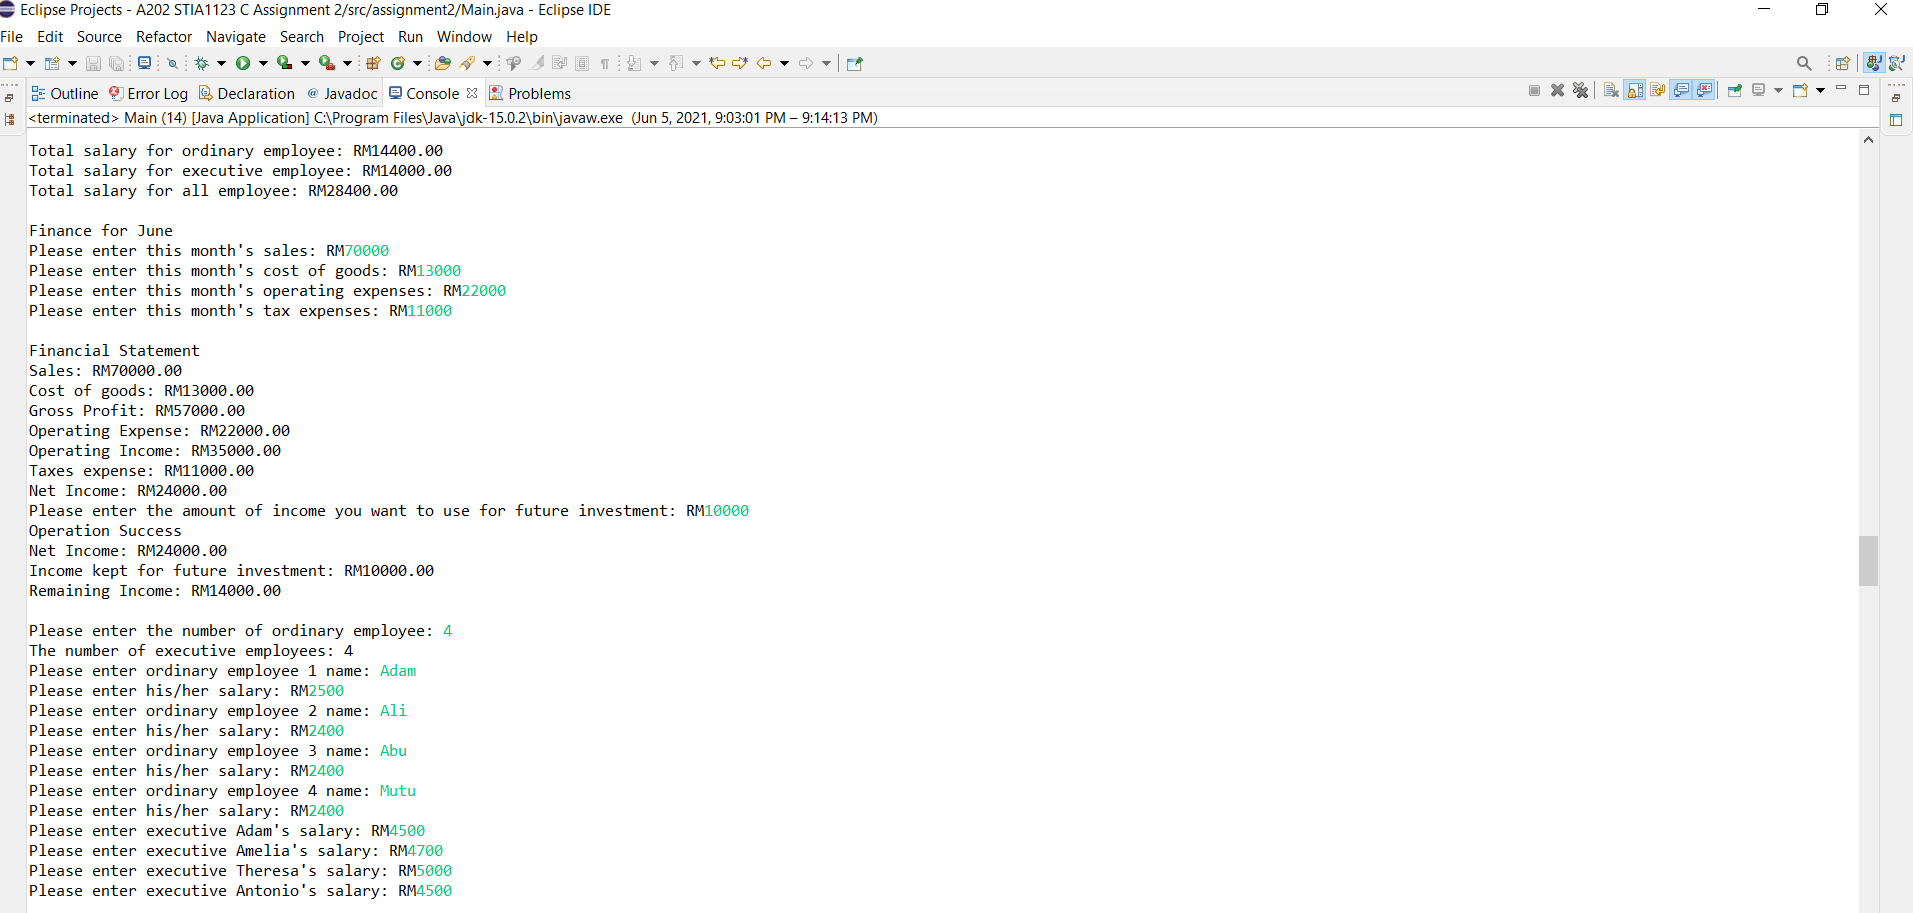 Eclipse Projects - A202 STIA1123 C Assignment 2/src/assignment2/Main.java - Eclipse IDE
File Edit Source Refactor Navigate Search Project Run Window Help
Outline Error Log Declaration @ Javadoc Console Problems
<terminated> Main (14) [Java Application] C:\Program Files\Java\jdk-15.0.2\bin\javaw.exe (Jun 5, 2021, 9:03:01 PM – 9:14:13 PM)
Total salary for ordinary employee: RM14400.00
Total salary for executive employee: RM14000.00
Total salary for all employee: RM28400.00
Finance for June
Please enter this month's sales: RM70000
Please enter this month's cost of goods: RM13000
Please enter this month's operating expenses: RM22000
Please enter this month's tax expenses: RM11000
Financial Statement
Sales: RM70000.00
Cost of goods: RM13000.00
Gross Profit: RM57000.00
Operating Expense: RM22000.00
Operating Income: RM35000.00
Taxes expense: RM11000.00
Net Income: RM24000.00
Please enter the amount of income you want to use for future investment: RM10000
Operation Success
Net Income: RM24000.00
Income kept for future investment: RM10000.00
Remaining Income: RM14000.00
Please enter the number of ordinary employee: 4
The number of executive employees: 4
Please enter ordinary employee 1 name: Adam
Please enter his/her salary: RM2500
Please enter ordinary employee 2 name: Ali
Please enter his/her salary: RM2400
Please enter ordinary employee 3 name: Abu
Please enter his/her salary: RM2400
Please enter ordinary employee 4 name: Mutu
Please enter his/her salary: RM2400
Please enter executive Adam's salary: RM4500
Please enter executive Amelia's salary: RM4700
Please enter executive Theresa's salary: RM5000
Please enter executive Antonio's salary: RM4500